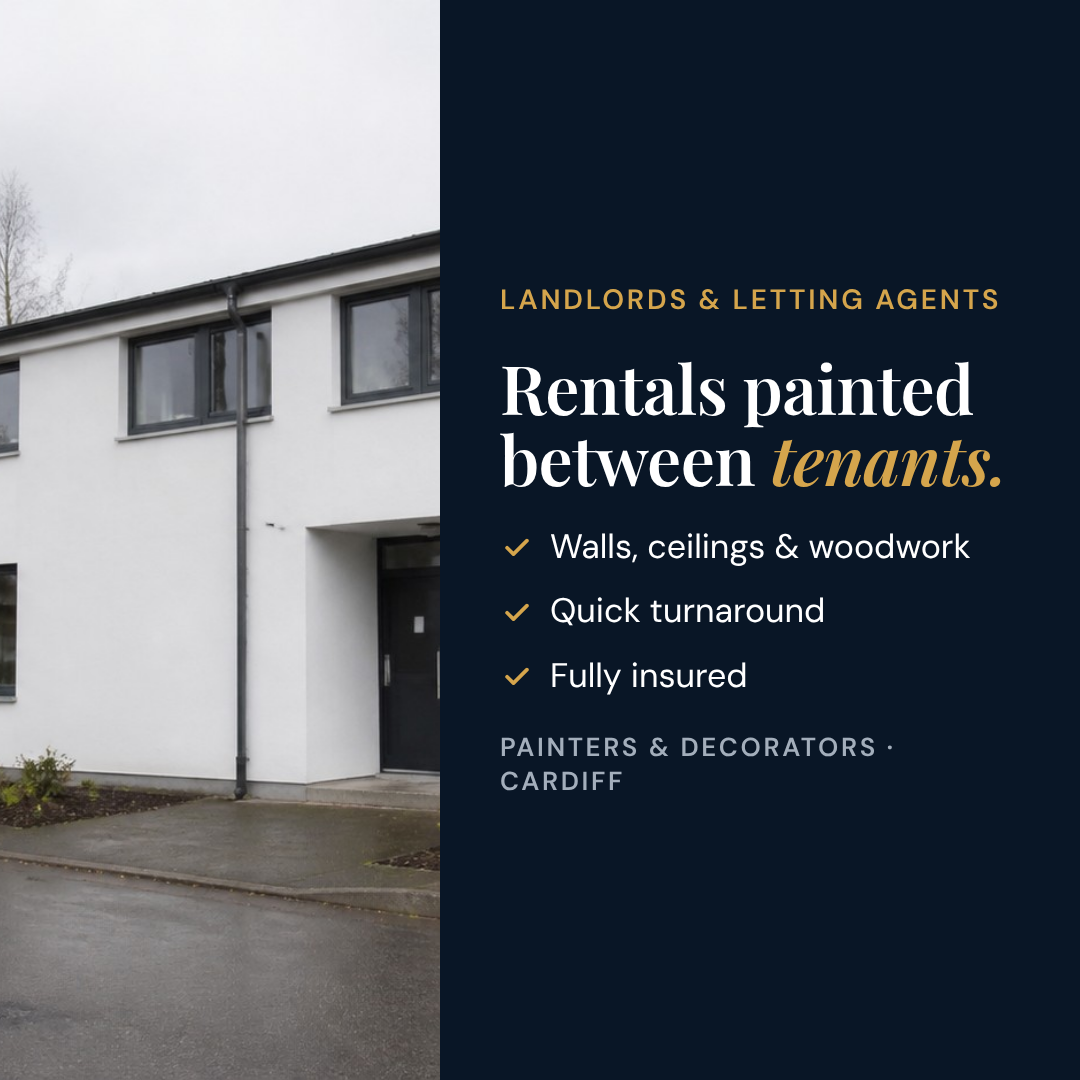 LANDLORDS & LETTING AGENTS
Rentals painted
between tenants.
Walls, ceilings & woodwork
Quick turnaround
Fully insured
PAINTERS & DECORATORS ·
CARDIFF